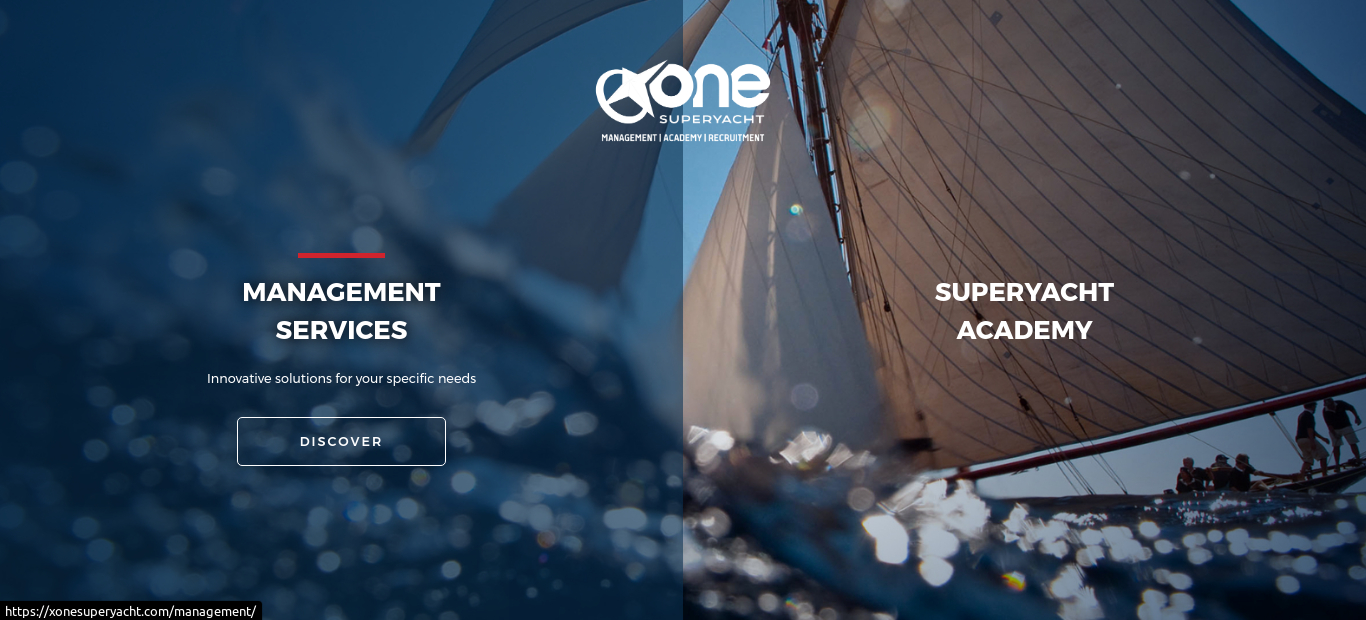 xone
SUPERYACHT
MANAGEMENT | ACADEMY | RECRUITMENT
MANAGEMENT
SERVICES
Innovative solutions for your specific needs
DISCOVER
SUPERYACHT
ACADEMY
https://xonesuperyacht.com/management/